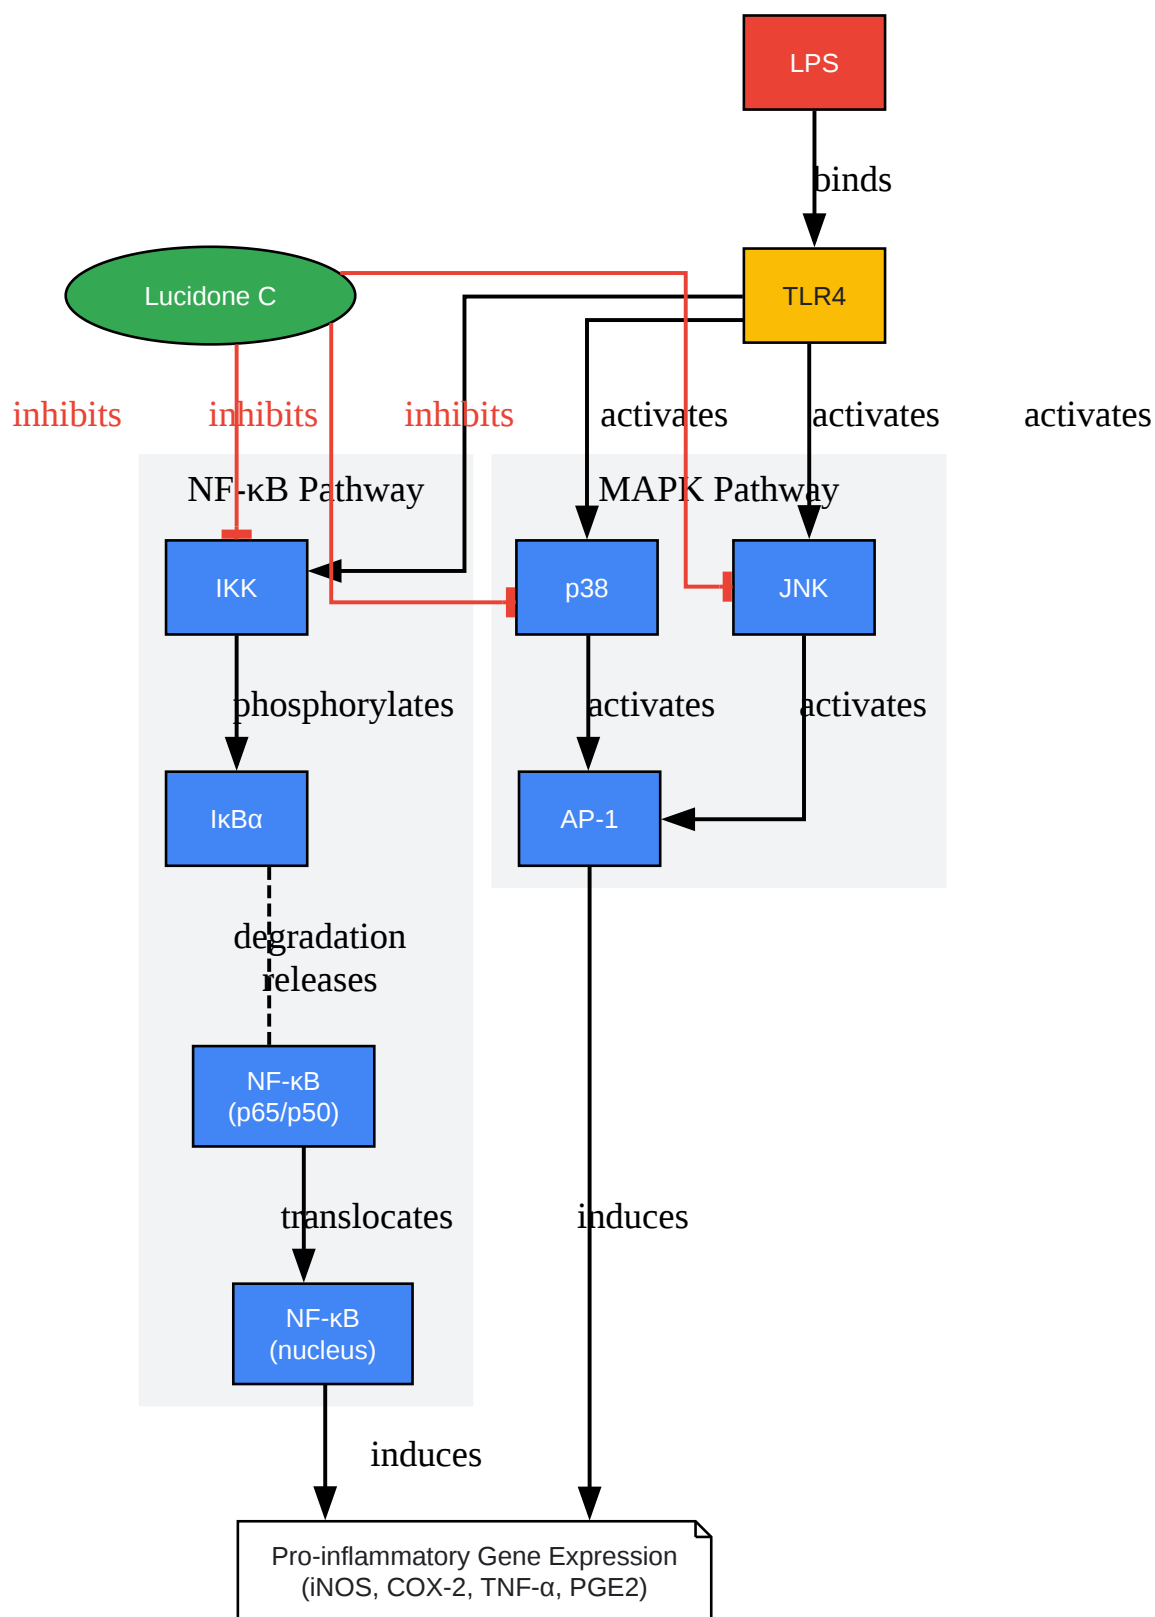 LPS
binds
Lucidone C
TLR4
inhibits
inhibits
inhibits
activates
activates
activates
NF-κB Pathway
MAPK Pathway
IKK
p38
JNK
phosphorylates
activates
activates
IκBα
AP-1
degradation
releases
NF-κB
(p65/p50)
translocates
induces
NF-κB
(nucleus)
induces
Pro-inflammatory Gene Expression
(iNOS, COX-2, TNF-α, PGE2)